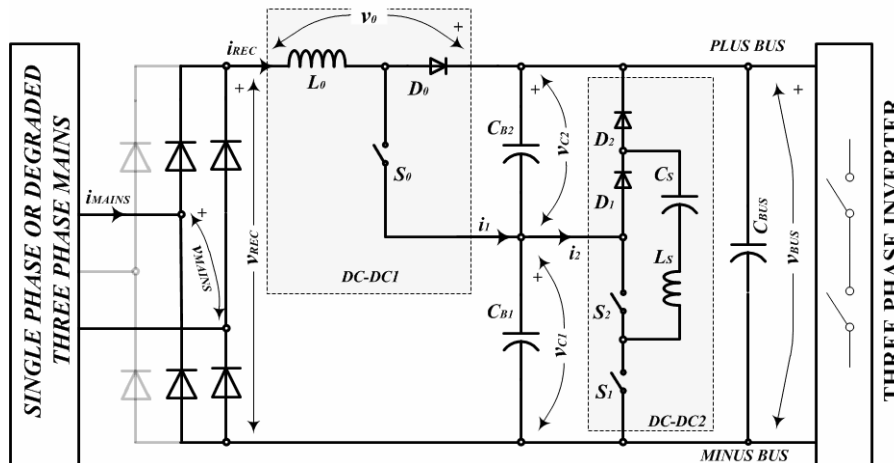 SINGLE PHASE OR DEGRADED
THREE PHASE MAINS
iMAINS
vMAINS
vREC
iREC
v0
L0
D0
S0
DC-DC1
i1
i2
CB2
vC2
CB1
vC1
D2
D1
CS
LS
S2
S1
DC-DC2
PLUS BUS
CBUS
vBUS
MINUS BUS
THREE PHASE INVERTER
+
+
+
+
+
+